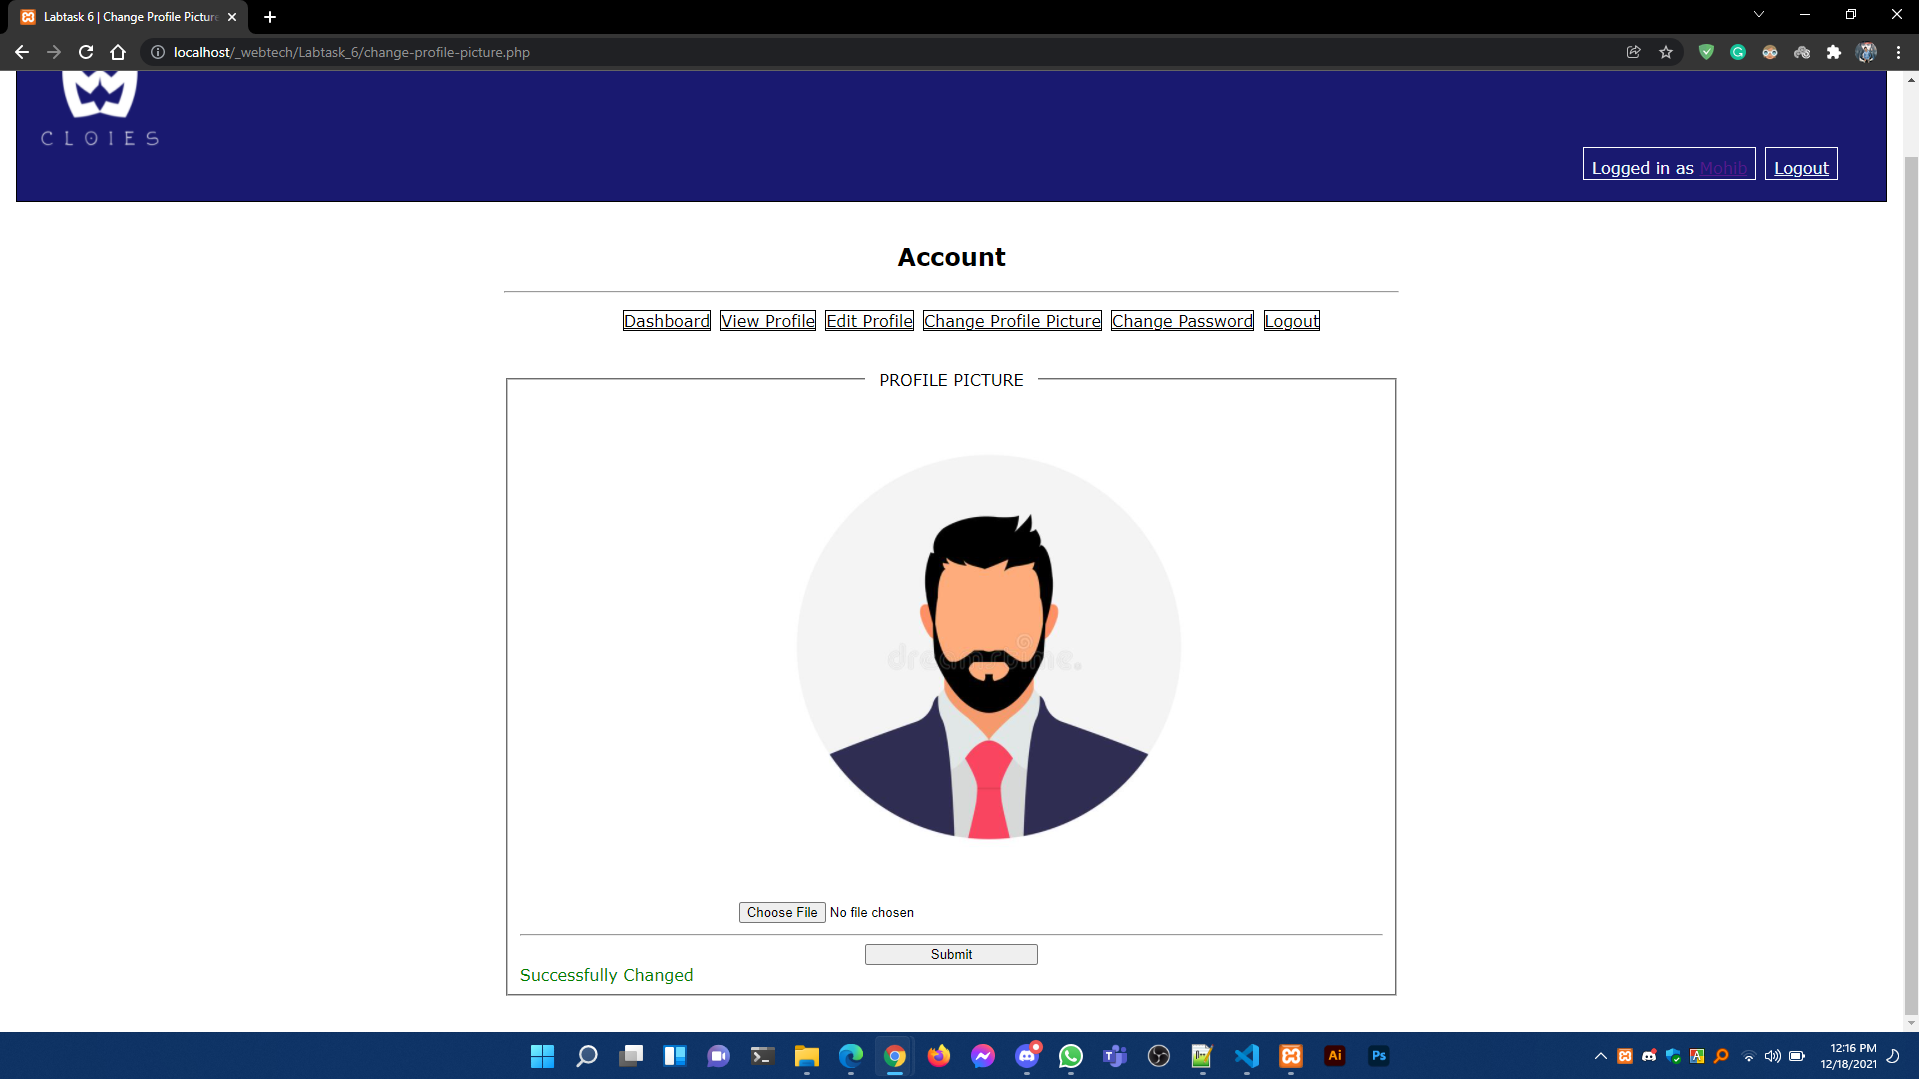 Labtask 6 | Change Profile Picture
localhost/_webtech/Labtask_6/change-profile-picture.php
CLOIES
Logged in as Mohib Logout
Account
Dashboard View Profile Edit Profile Change Profile Picture Change Password Logout
PROFILE PICTURE
Choose File No file chosen
Submit
Successfully Changed
Ai Ps
12:16 PM
12/18/2021